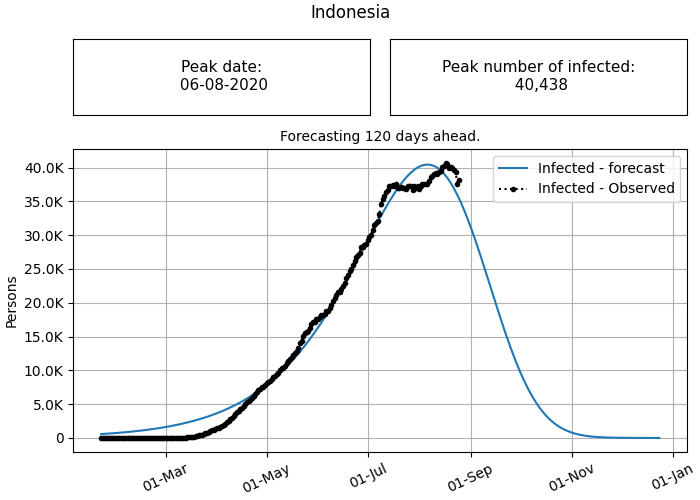 Indonesia
Peak date:
06-08-2020
Peak number of infected:
40,438
Forecasting 120 days ahead.
Infected - forecast
Infected - Observed
Persons
40.0K
35.0K
30.0K
25.0K
20.0K
15.0K
10.0K
5.0K
0
01-Mar
01-May
01-Jul
01-Sep
01-Nov
01-Jan